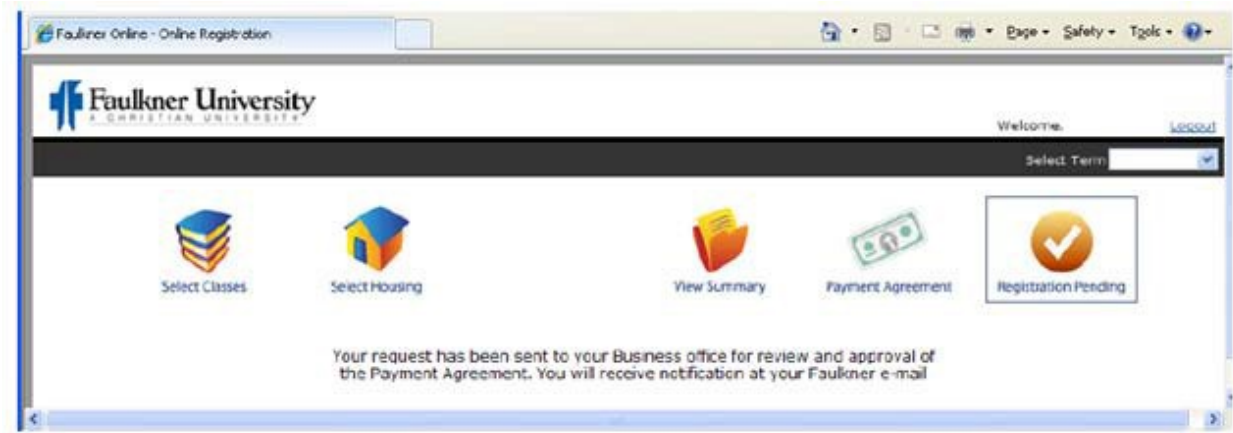 Faulkner Online - Online Registration
Page Safety Tools
Faulkner University
A CHRISTIAN UNIVERSITY
Welcome. Logout
Select Term
Select Classes Select Housing View Summary Payment Agreement Registration Pending
Your request has been sent to your Business office for review and approval of
the Payment Agreement. You will receive notification at your Faulkner e-mail